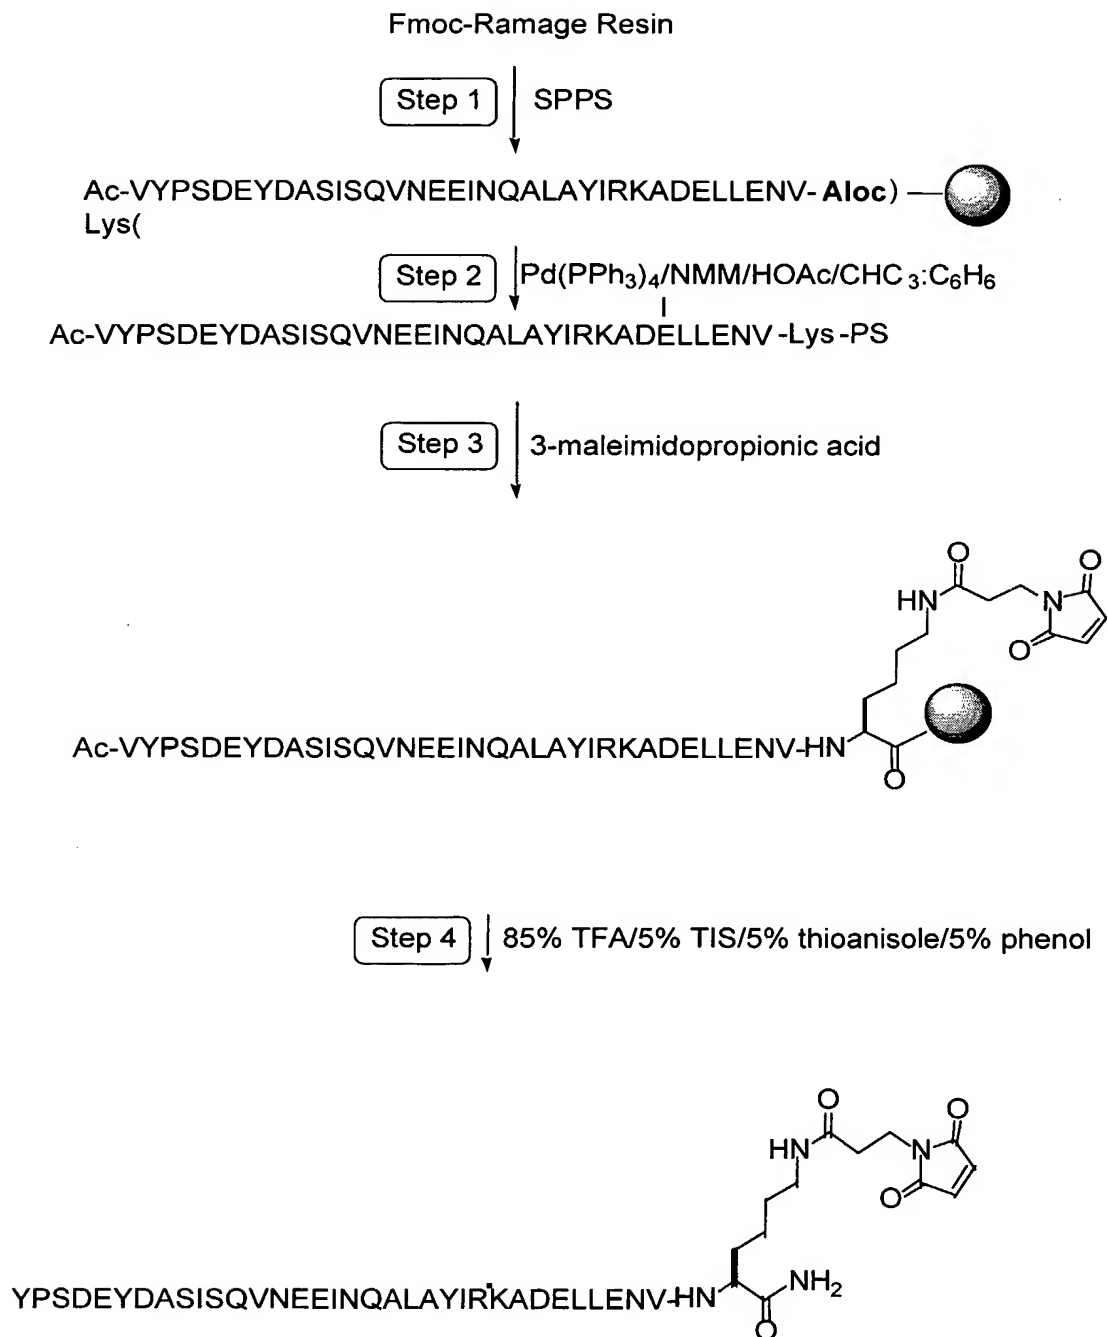 Fmoc-Ramage Resin
Step 1 SPPS
Ac-VYPSDEYDASISQVNEEINQALAYIRKADELLENV- Aloc)
Lys(
Step 2 Pd(PPh3)4/NMM/HOAc/CHC 3:C6H6
Ac-VYPSDEYDASISQVNEEINQALAYIRKADELLENV -Lys -PS
Step 3 3-maleimidopropionic acid
O
O
HN
N
O
Ac-VYPSDEYDASISQVNEEINQALAYIRKADELLENV-HN
O
Step 4 85% TFA/5% TIS/5% thioanisole/5% phenol
O
O
HN
N
O
YPSDEYDASISQVNEEINQALAYIRKADELLENV-HN NH2
O